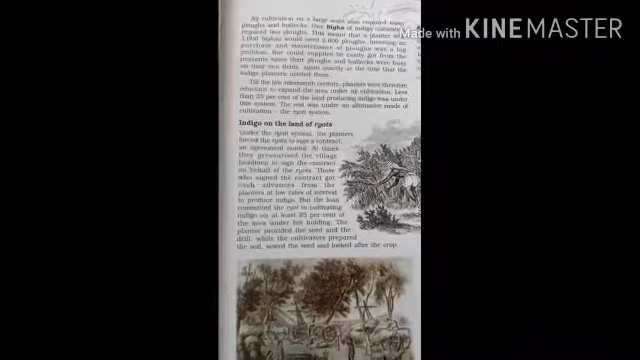 Nij cultivation on a large scale also required many
ploughs and bullocks. One bigha of indigo cultivation
required two ploughs. This meant that a planter with
1,000 bighas would need 2,000 ploughs. Investing on
purchase and maintenance of ploughs was a big
problem. Nor could supplies be easily got from the
peasants since their ploughs and bullocks were busy
on their rice fields, again exactly at the time that the
indigo planters needed them.
Till the late nineteenth century, planters were therefore
reluctant to expand the area under nij cultivation. Less
than 25 per cent of the land producing indigo was under
this system. The rest was under an alternative mode of
cultivation – the ryoti system.
Indigo on the land of ryots
Under the ryoti system, the planters
forced the ryots to sign a contract,
an agreement (satta). At times
they pressurised the village
headmen to sign the contract
on behalf of the ryots. Those
who signed the contract got
cash advances from the
planters at low rates of interest
to produce indigo. But the loan
committed the ryot to cultivating
indigo on at least 25 per cent of
the area under his holding. The
planter provided the seed and the
drill, while the cultivators prepared
the soil, sowed the seed and looked after the crop.
Made with KINEMASTER